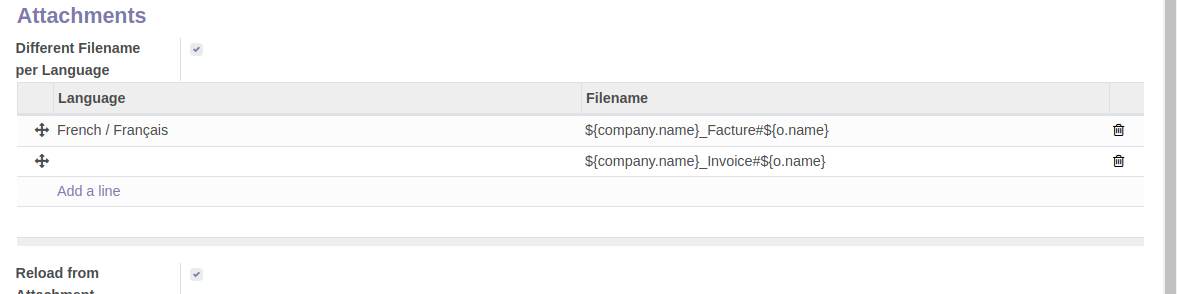 Attachments
Different Filename
per Language
Language Filename
French / Français ${company.name}_Facture#${o.name}
${company.name}_Invoice#${o.name}
Add a line
Reload from
Attachment